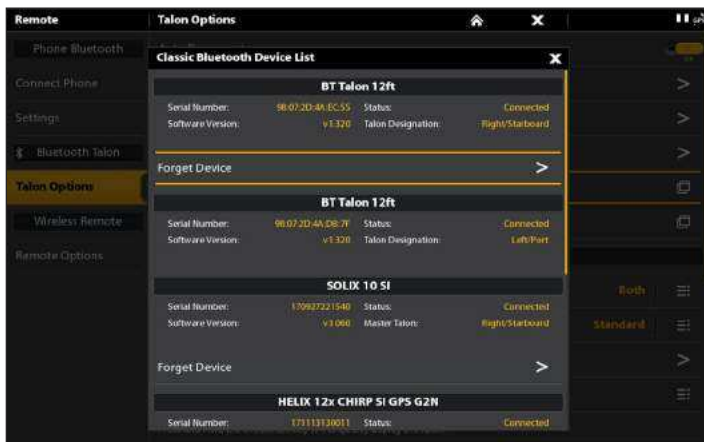 Remote
Talon Options
X
GPS
Phone Bluetooth
Connect Phone
Settings
Bluetooth Talon
Talon Options
Wireless Remote
Remote Options
Both
Standard
Classic Bluetooth Device List
X
BT Talon 12ft
Serial Number: 98:07:2D:4A:EC:55 Status: Connected
Software Version: v1.320 Talon Designation: Right/Starboard
Forget Device >
BT Talon 12ft
Serial Number: 98:07:2D:4A:DB:7F Status: Connected
Software Version: v1.320 Talon Designation: Left/Port
SOLIX 10 SI
Serial Number: 170927221540 Status: Connected
Software Version: v3.060 Master Talon: Right/Starboard
Forget Device >
HELIX 12x CHIRP SI GPS G2N
Serial Number: 171113130011 Status: Connected